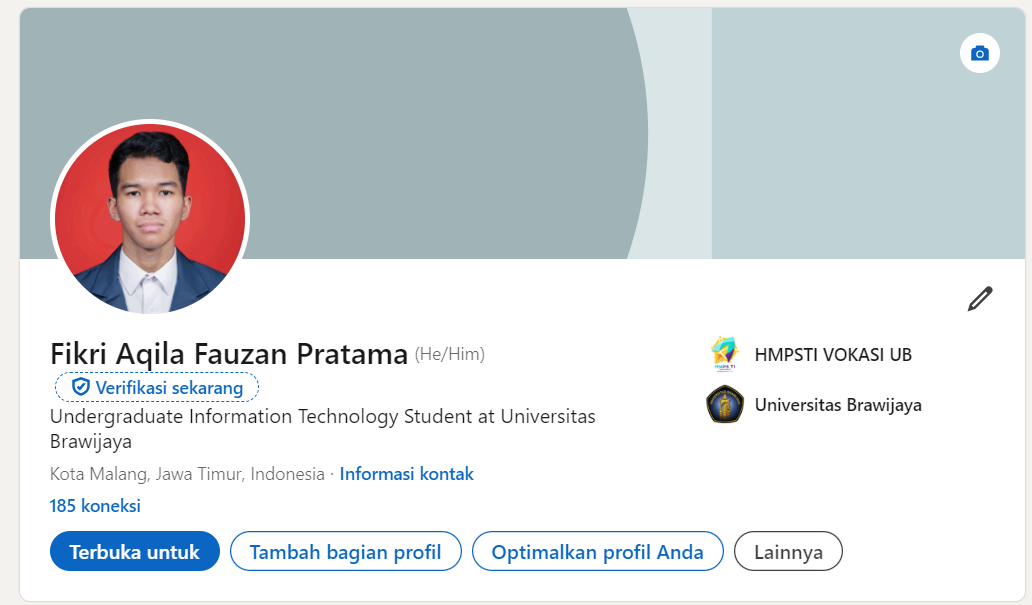 Fikri Aqila Fauzan Pratama (He/Him)
Verifikasi sekarang
Undergraduate Information Technology Student at Universitas
Brawijaya
Kota Malang, Jawa Timur, Indonesia · Informasi kontak
185 koneksi
Terbuka untuk
Tambah bagian profil
Optimalkan profil Anda
Lainnya
HMPSTI VOKASI UB
Universitas Brawijaya